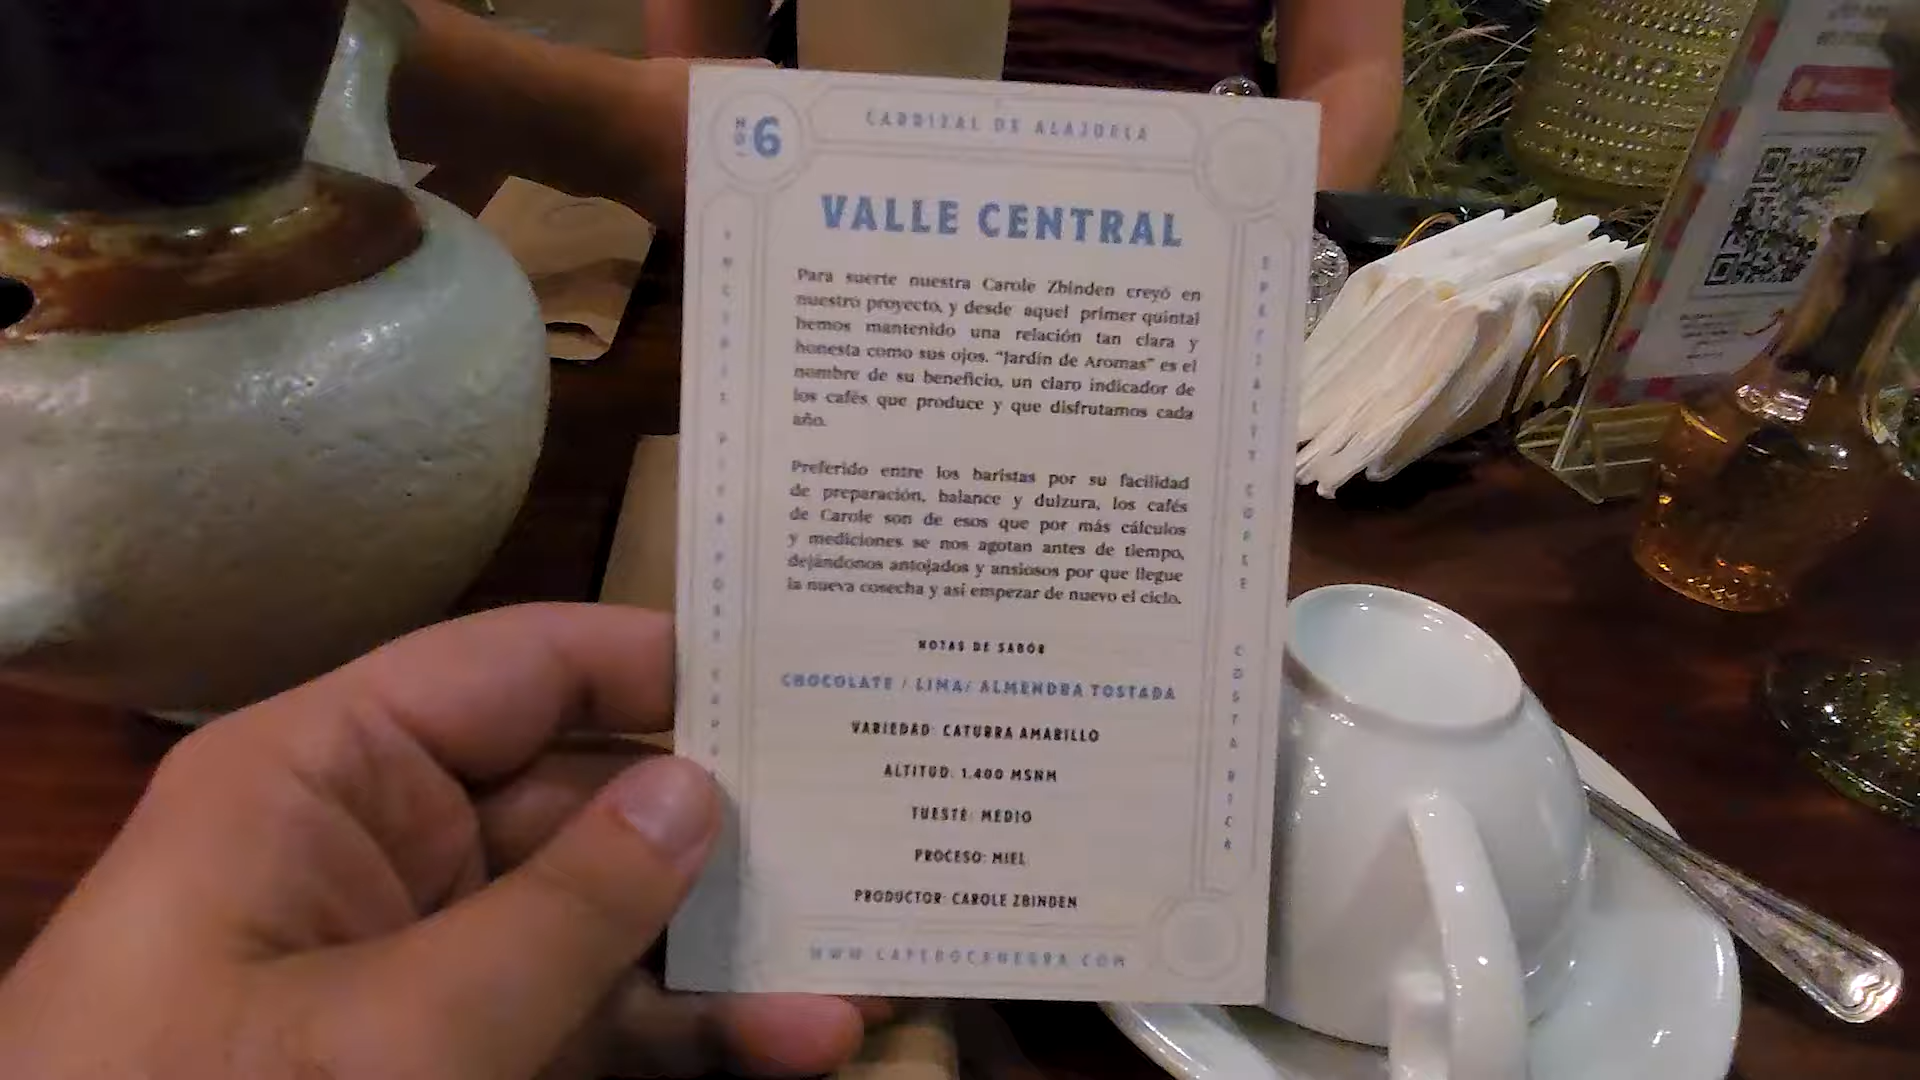 No 6
CARRIZAL DE ALAJUELA
VALLE CENTRAL
Para suerte nuestra Carole Zbinden creyó en
nuestro proyecto, y desde aquel primer quintal
hemos mantenido una relación tan clara y
honesta como sus ojos. “Jardín de Aromas” es el
nombre de su beneficio, un claro indicador de
los cafés que produce y que disfrutamos cada
año.
Preferido entre los baristas por su facilidad
de preparación, balance y dulzura, los cafés
de Carole son de esos que por más cálculos
y mediciones se nos agotan antes de tiempo,
dejándonos antojados y ansiosos por que llegue
la nueva cosecha y así empezar de nuevo el ciclo.
NOTAS DE SABOR
CHOCOLATE / LIMA/ ALMENDRA TOSTADA
VARIEDAD: CATURRA AMARILLO
ALTITUD: 1.400 MSNM
TUESTE: MEDIO
PROCESO: MIEL
PRODUCTOR: CAROLE ZBINDEN
WWW.CAFEDOCENEGRA.COM
SPECIALTY COFFEE COSTA RICA